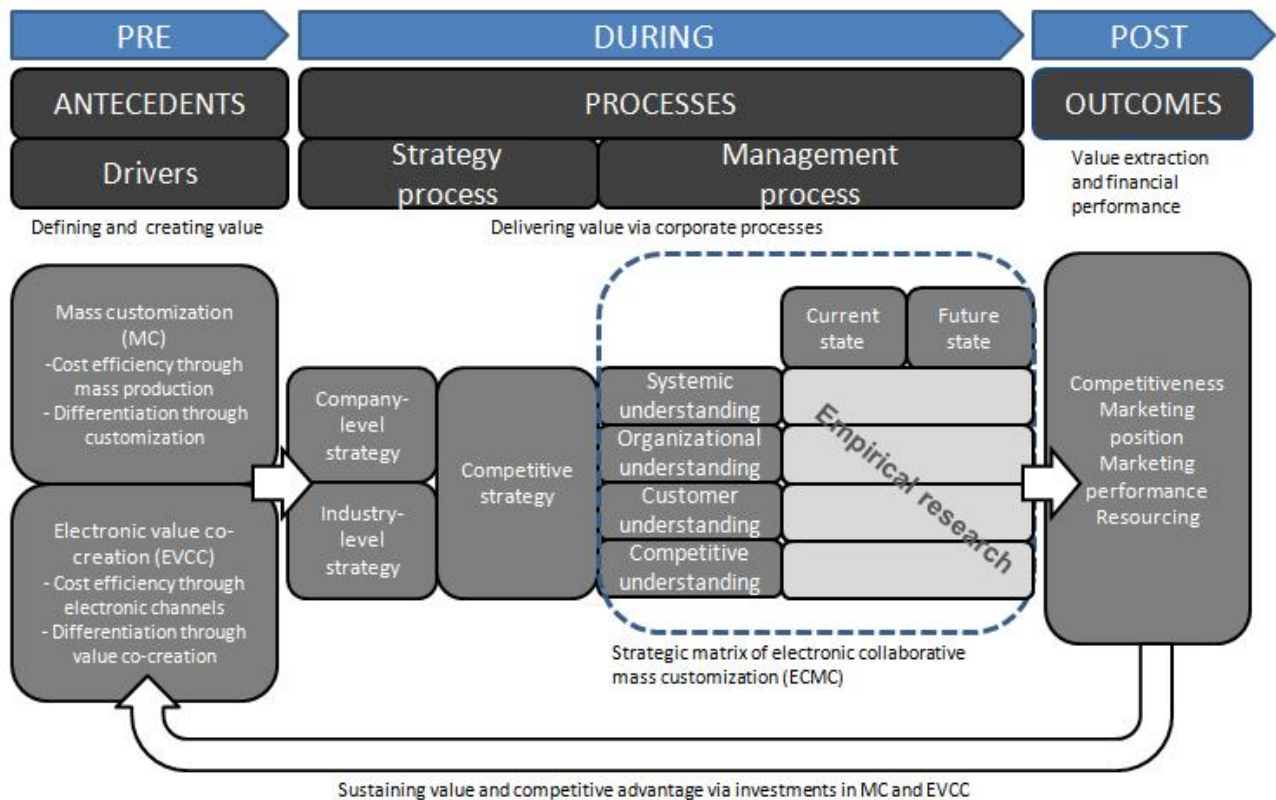 PRE
DURING
POST
ANTECEDENTS
PROCESSES
OUTCOMES
Drivers
Strategy
process
Management
process
Value extraction
and financial
performance
Defining and creating value
Delivering value via corporate processes
Mass customization
(MC)
-Cost efficiency through
mass production
- Differentiation through
customization
Electronic value co-
creation (EVCC)
- Cost efficiency through
electronic channels
- Differentiation through
value co-creation
Company-
level
strategy
Industry-
level
strategy
Competitive
strategy
Current
state
Future
state
Systemic
understanding
Organizational
understanding
Customer
understanding
Competitive
understanding
Empirical research
Competitiveness
Marketing
position
Marketing
performance
Resourcing
Strategic matrix of electronic collaborative
mass customization (ECMC)
Sustaining value and competitive advantage via investments in MC and EVCC